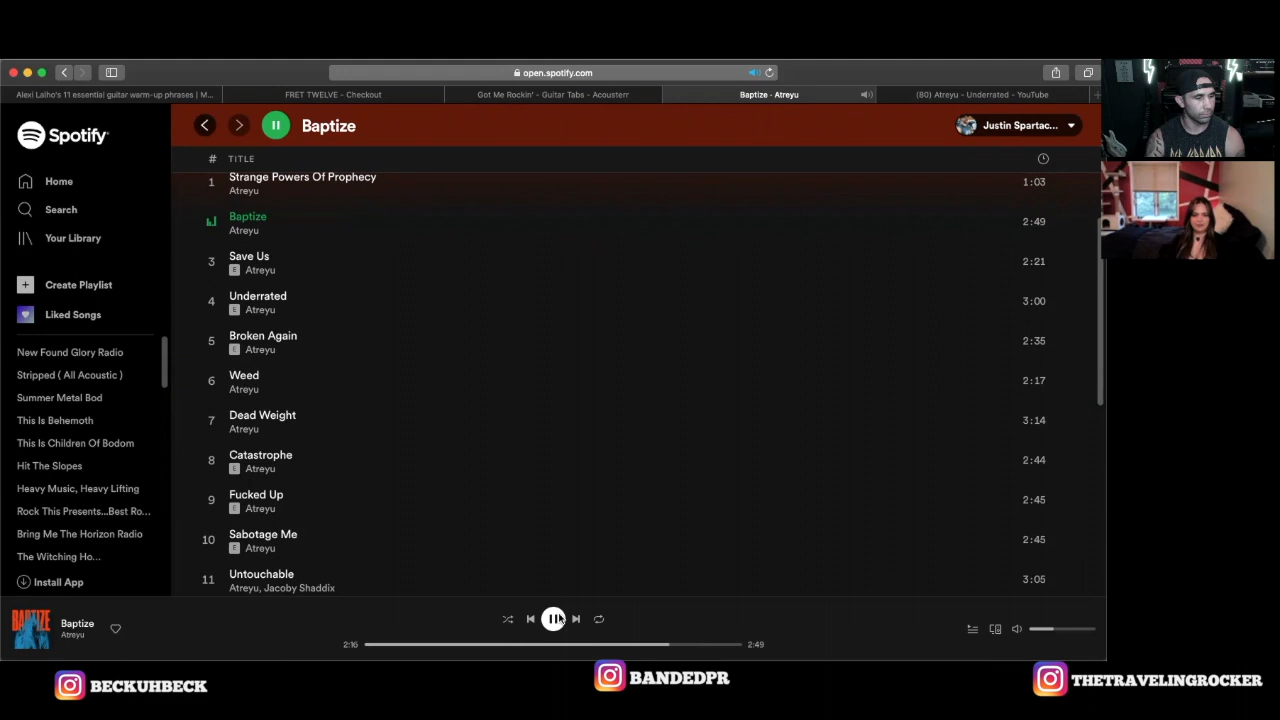 open.spotify.com
Alexi Laiho's 11 essential guitar warm-up phrases | M...
FRET TWELVE - Checkout
Got Me Rockin' - Guitar Tabs - Acousterr
Baptize - Atreyu
(80) Atreyu - Underrated - YouTube
Spotify
Baptize
Justin Spartac...
Home
Search
Your Library
Create Playlist
Liked Songs
New Found Glory Radio
Stripped ( All Acoustic )
Summer Metal Bod
This Is Behemoth
This Is Children Of Bodom
Hit The Slopes
Heavy Music, Heavy Lifting
Rock This Presents...Best Ro...
Bring Me The Horizon Radio
The Witching Ho...
Install App
# TITLE
1 Strange Powers Of Prophecy 1:03
Atreyu
Baptize 2:49
Atreyu
3 Save Us 2:21
E Atreyu
4 Underrated 3:00
E Atreyu
5 Broken Again 2:35
E Atreyu
6 Weed 2:17
Atreyu
7 Dead Weight 3:14
Atreyu
8 Catastrophe 2:44
E Atreyu
9 Fucked Up 2:45
E Atreyu
10 Sabotage Me 2:45
E Atreyu
11 Untouchable 3:05
Atreyu, Jacoby Shaddix
BAPTIZE
Baptize
Atreyu
2:16 2:49
BECKUHBECK
BANDEDPR
THETRAVELINGROCKER